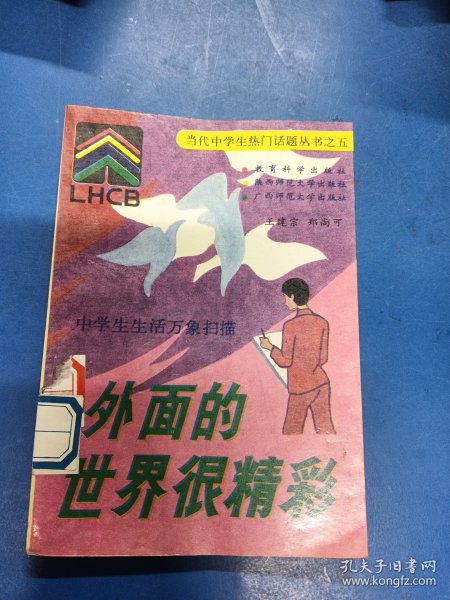 当代中学生热门话题丛书之五
LHCB
教育科学出版社
陕西师范大学出版社
广西师范大学出版社
王建宗 郑尚可
中学生生活万象扫描
外面的
世界很精彩
孔夫子旧书网
www.kongfz.com